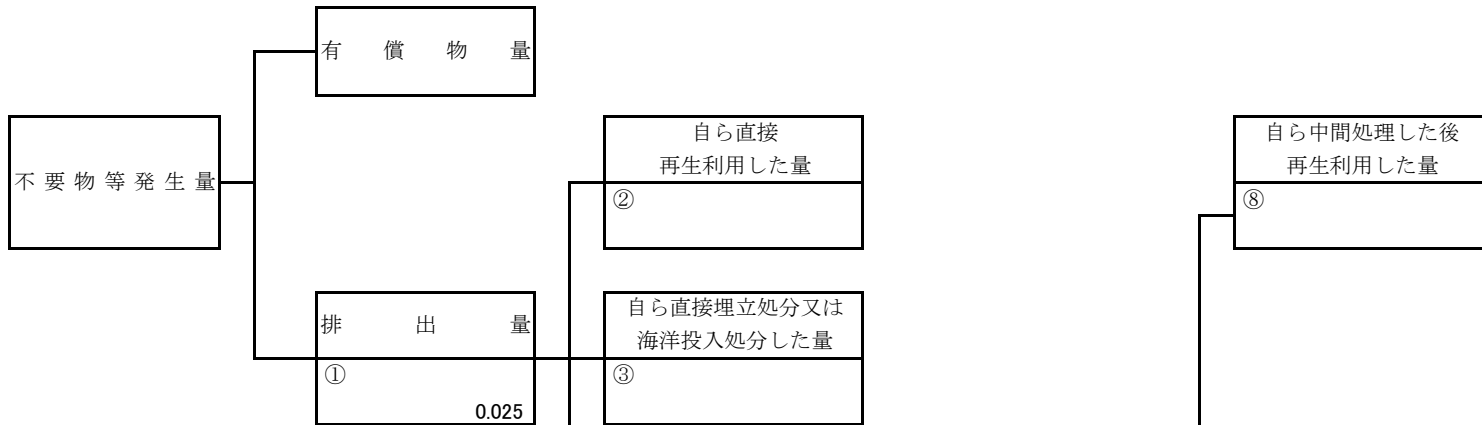 有償物量
自ら直接
再生利用した量
②
自ら中間処理した後
再生利用した量
⑧
不要物等発生量
排出量
①
0.025
自ら直接埋立処分又は
海洋投入処分した量
③